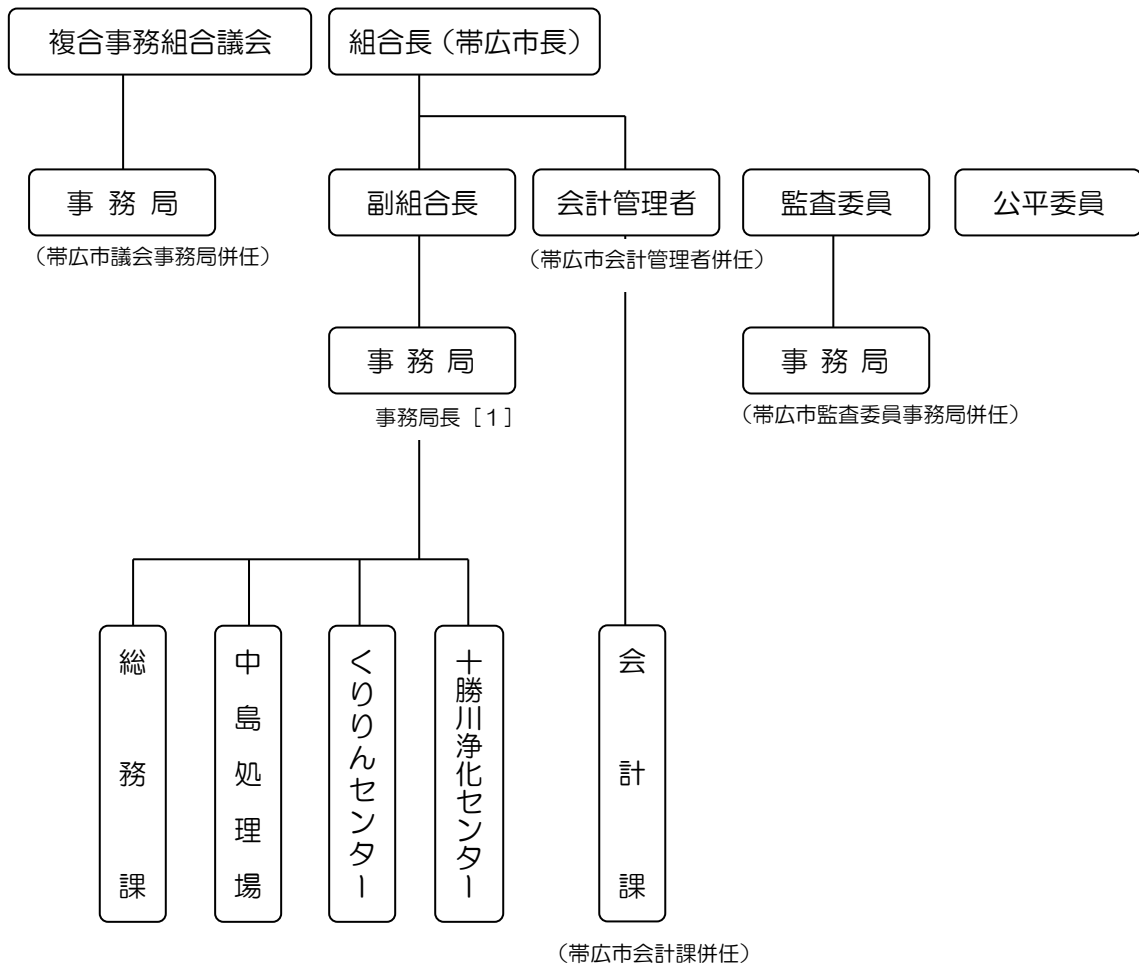 複合事務組合議会
組合長（帯広市長）
事 務 局
副組合長
会計管理者
監査委員
公平委員
（帯広市議会事務局併任）
（帯広市会計管理者併任）
事 務 局
事 務 局
事務局長［１］
（帯広市監査委員事務局併任）
総務課
中島処理場
くりりんセンター
十勝川浄化センター
会計課
（帯広市会計課併任）